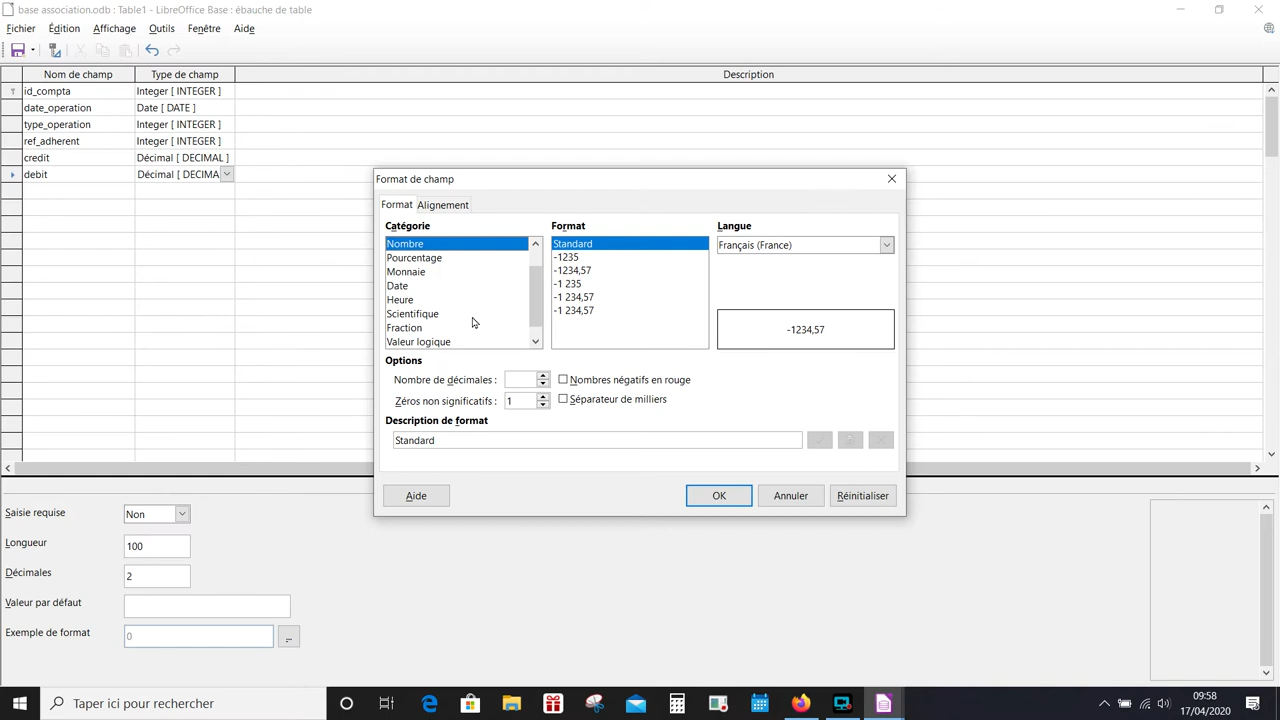 base association.odb : Table1 - LibreOffice Base : ébauche de table
Fichier Édition Affichage Outils Fenêtre Aide
Nom de champ Type de champ Description
id_compta Integer [ INTEGER ]
date_operation Date [ DATE ]
type_operation Integer [ INTEGER ]
ref_adherent Integer [ INTEGER ]
credit Décimal [ DECIMAL ]
debit Décimal [ DECIMA
Format de champ
Format Alignement
Catégorie Format Langue
Nombre Standard Français (France)
Pourcentage -1235
Monnaie -1234,57
Date -1 235
Heure -1 234,57
Scientifique -1 234,57
Fraction -1234,57
Valeur logique
Options
Nombre de décimales : Nombres négatifs en rouge
Zéros non significatifs : 1 Séparateur de milliers
Description de format
Standard
Aide OK Annuler Réinitialiser
Saisie requise Non
Longueur 100
Décimales 2
Valeur par défaut
Exemple de format 0 ...
Taper ici pour rechercher
09:58
17/04/2020